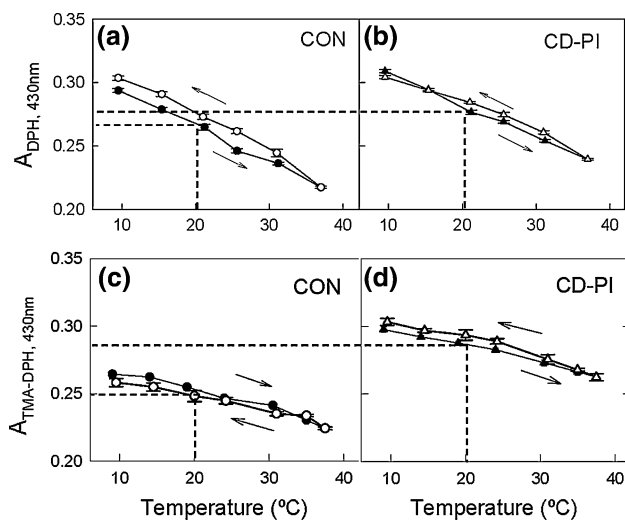 (a) CON
(b) CD-PI
A DPH, 430nm
0.35
0.30
0.25
0.20
10 20 30 40
10 20 30 40
(c) CON
(d) CD-PI
A TMA-DPH, 430nm
0.35
0.30
0.25
0.20
10 20 30 40
10 20 30 40
Temperature (ºC)
Temperature (ºC)